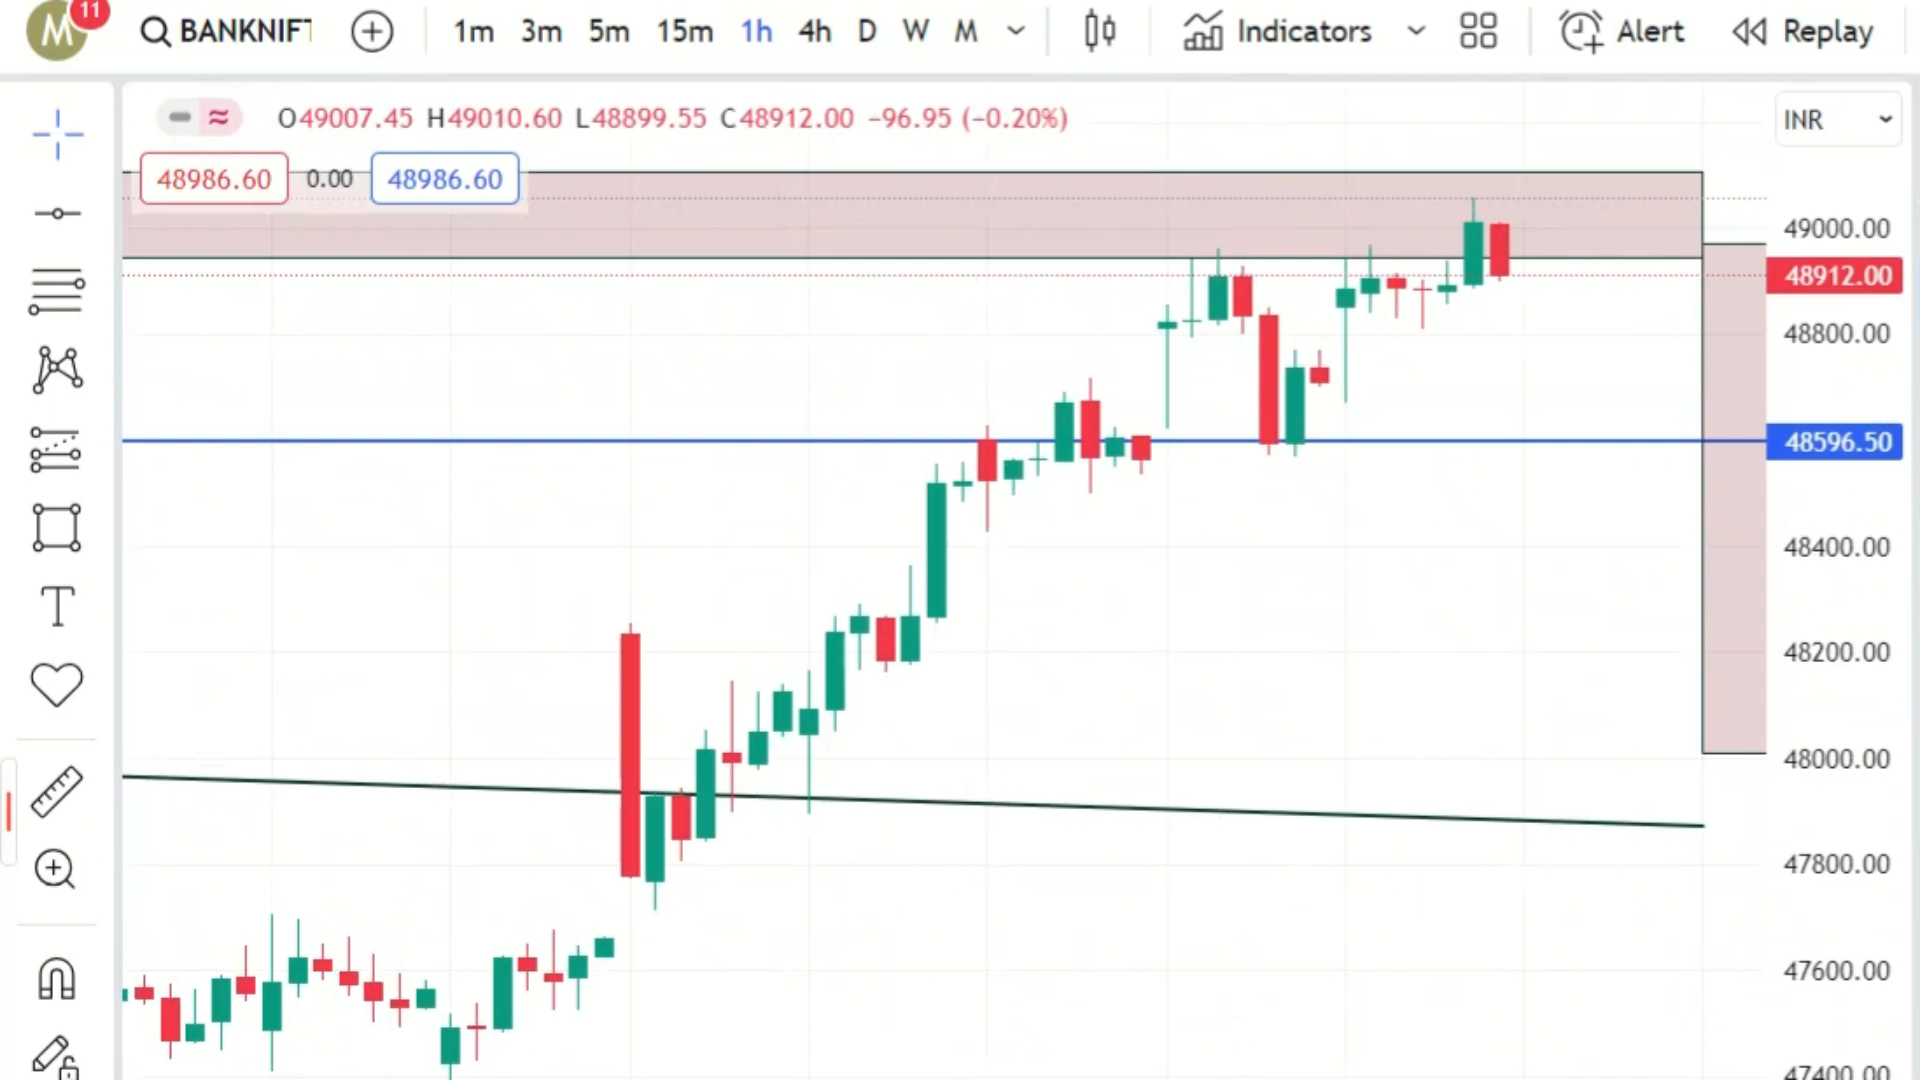 M 11 BANKNIFT 1m 3m 5m 15m 1h 4h D W M Indicators Alert Replay
O49007.45 H49010.60 L48899.55 C48912.00 −96.95 (−0.20%) INR
48986.60 0.00 48986.60
49000.00
48912.00
48800.00
48596.50
48400.00
48200.00
48000.00
47800.00
47600.00
47400.00
T